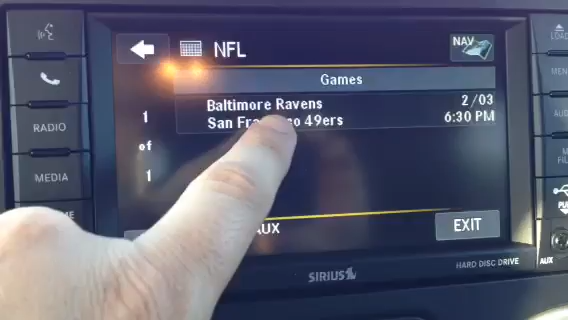 NFL
NAV
Games
Baltimore Ravens 2/03
San Francisco 49ers 6:30 PM
1
of
1
AUX
EXIT
RADIO
MEDIA
SIRIUS
HARD DISC DRIVE
AUX